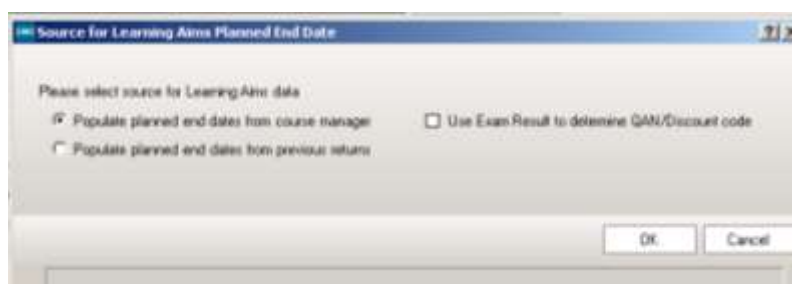 Source for Learning Aims Planned End Date
Please select source for Learning Aims data
Populate planned end dates from course manager
Use Exam Result to determine QAN/Discount code
Populate planned end dates from previous returns
OK
Cancel